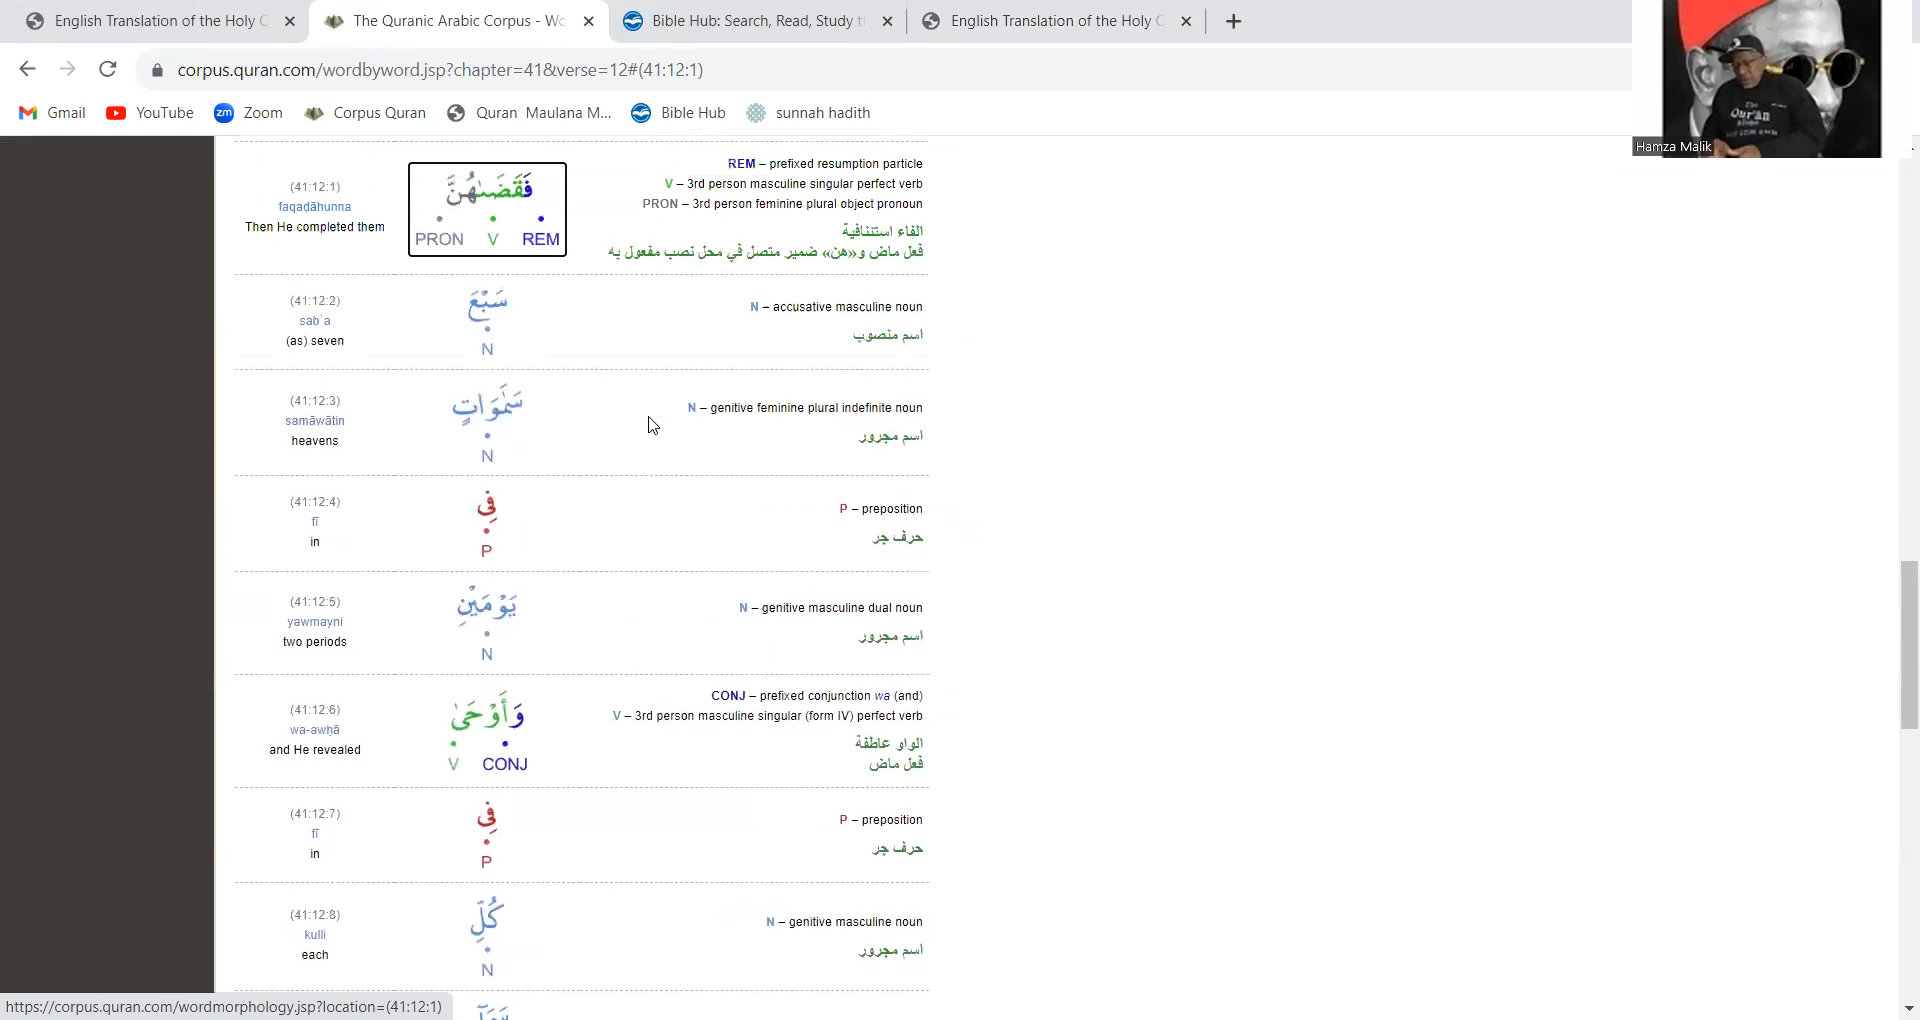 English Translation of the Holy Q
The Quranic Arabic Corpus - Wo
Bible Hub: Search, Read, Study t
English Translation of the Holy Q
corpus.quran.com/wordbyword.jsp?chapter=41&verse=12#(41:12:1)
Gmail
YouTube
zm Zoom
Corpus Quran
Quran Maulana M...
Bible Hub
sunnah hadith
The
Qur'an
Hamza Malik
(41:12:1)
faqaḍāhunna
Then He completed them
فَقَضَىٰهُنَّ
PRON V REM
REM – prefixed resumption particle
V – 3rd person masculine singular perfect verb
PRON – 3rd person feminine plural object pronoun
الفاء استئنافية
فعل ماض و«هن» ضمير متصل في محل نصب مفعول به
(41:12:2)
sabʿa
(as) seven
سَبْعَ
N
N – accusative masculine noun
اسم منصوب
(41:12:3)
samāwātin
heavens
سَمَٰوَاتٍ
N
N – genitive feminine plural indefinite noun
اسم مجرور
(41:12:4)
fī
in
فِى
P
P – preposition
حرف جر
(41:12:5)
yawmayni
two periods
يَوْمَيْنِ
N
N – genitive masculine dual noun
اسم مجرور
(41:12:6)
wa-awḥā
and He revealed
وَأَوْحَىٰ
V CONJ
CONJ – prefixed conjunction wa (and)
V – 3rd person masculine singular (form IV) perfect verb
الواو عاطفة
فعل ماض
(41:12:7)
fī
in
فِى
P
P – preposition
حرف جر
(41:12:8)
kulli
each
كُلِّ
N
N – genitive masculine noun
اسم مجرور
https://corpus.quran.com/wordmorphology.jsp?location=(41:12:1)